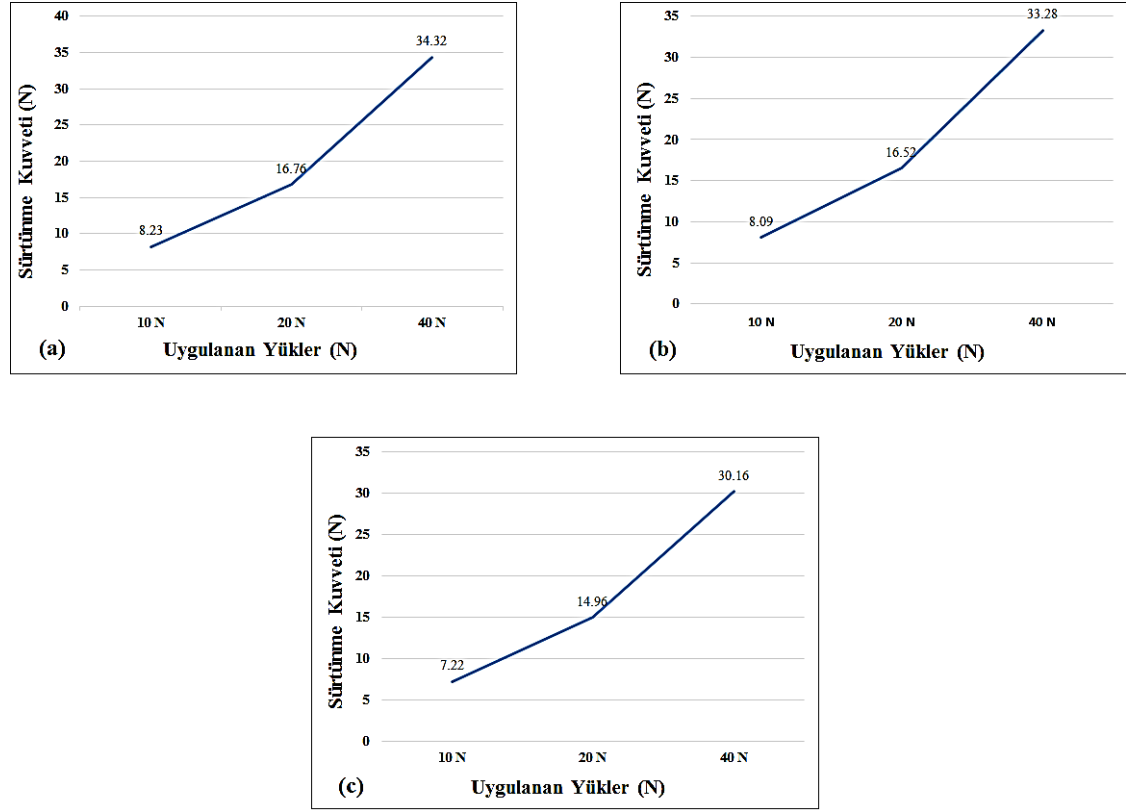 40
35
30
25
20
15
10
5
0
Sürtünme Kuvveti (N)
8.23
16.76
34.32
10 N 20 N 40 N
Uygulanan Yükler (N)
(a)
35
30
25
20
15
10
5
0
Sürtünme Kuvveti (N)
8.09
16.52
33.28
10 N 20 N 40 N
Uygulanan Yükler (N)
(b)
35
30
25
20
15
10
5
0
Sürtünme Kuvveti (N)
7.22
14.96
30.16
10 N 20 N 40 N
Uygulanan Yükler (N)
(c)